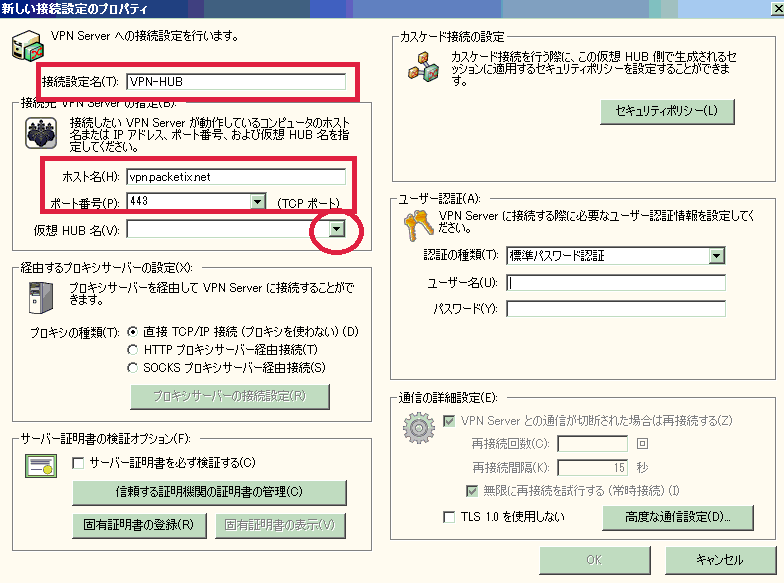 新しい接続設定のプロパティ
VPN Server への接続設定を行います。
接続設定名(T):
VPN-HUB
接続先 VPN Server の指定(B):
接続したい VPN Server が動作しているコンピュータのホスト
名または IP アドレス、ポート番号、および仮想 HUB 名を指
定してください。
ホスト名(H):
vpn.packetix.net
ポート番号(P):
443
(TCP ポート)
仮想 HUB 名(V):
経由するプロキシサーバーの設定(X):
プロキシサーバーを経由して VPN Server に接続することがで
きます。
プロキシの種類(T):
直接 TCP/IP 接続 (プロキシを使わない) (D)
HTTP プロキシサーバー経由接続(T)
SOCKS プロキシサーバー経由接続(S)
プロキシサーバーの接続設定(R)
サーバー証明書の検証オプション(F):
サーバー証明書を必ず検証する(C)
信頼する証明機関の証明書の管理(C)
固有証明書の登録(R)
固有証明書の表示(V)
カスケード接続の設定
カスケード接続を行う際に、この仮想 HUB 側で生成されるセ
ッションに適用するセキュリティポリシーを設定することができま
す。
セキュリティポリシー(L)
ユーザー認証(A):
VPN Server に接続する際に必要なユーザー認証情報を設定してく
ださい。
認証の種類(T):
標準パスワード認証
ユーザー名(U):
パスワード(Y):
通信の詳細設定(E):
VPN Server との通信が切断された場合は再接続する(Z)
再接続回数(C):
回
再接続間隔(K):
15
秒
無限に再接続を試行する (常時接続) (I)
TLS 1.0 を使用しない
高度な通信設定(D)...
OK
キャンセル